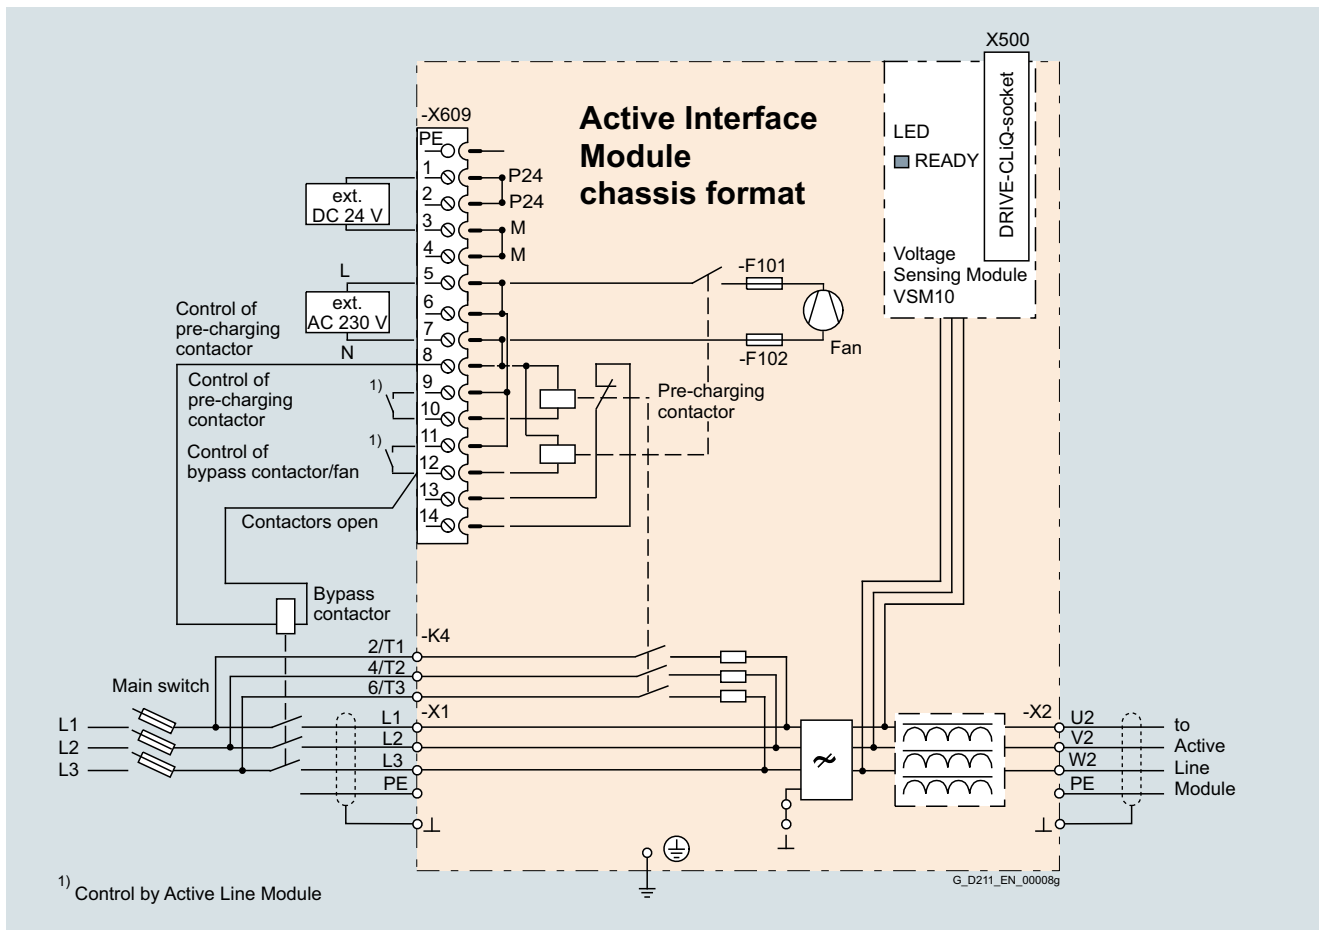 X500
-X609
Active Interface
Module
chassis format
LED
READY
DRIVE-CLiQ-socket
Voltage
Sensing Module
VSM10
PE
1
2
3
4
5
6
7
8
9
10
11
12
13
14
P24
P24
M
M
ext.
DC 24 V
L
ext.
AC 230 V
N
-F101
-F102
Fan
Control of
pre-charging
contactor
1)
Control of
pre-charging
contactor
1)
Control of
bypass contactor/fan
Contactors open
Pre-charging
contactor
Bypass
contactor
-K4
2/T1
4/T2
6/T3
Main switch
-X1
L1
L2
L3
L1
L2
L3
PE
≁
-X2
U2
V2
W2
PE
to
Active
Line
Module
1) Control by Active Line Module
G_D211_EN_00008g